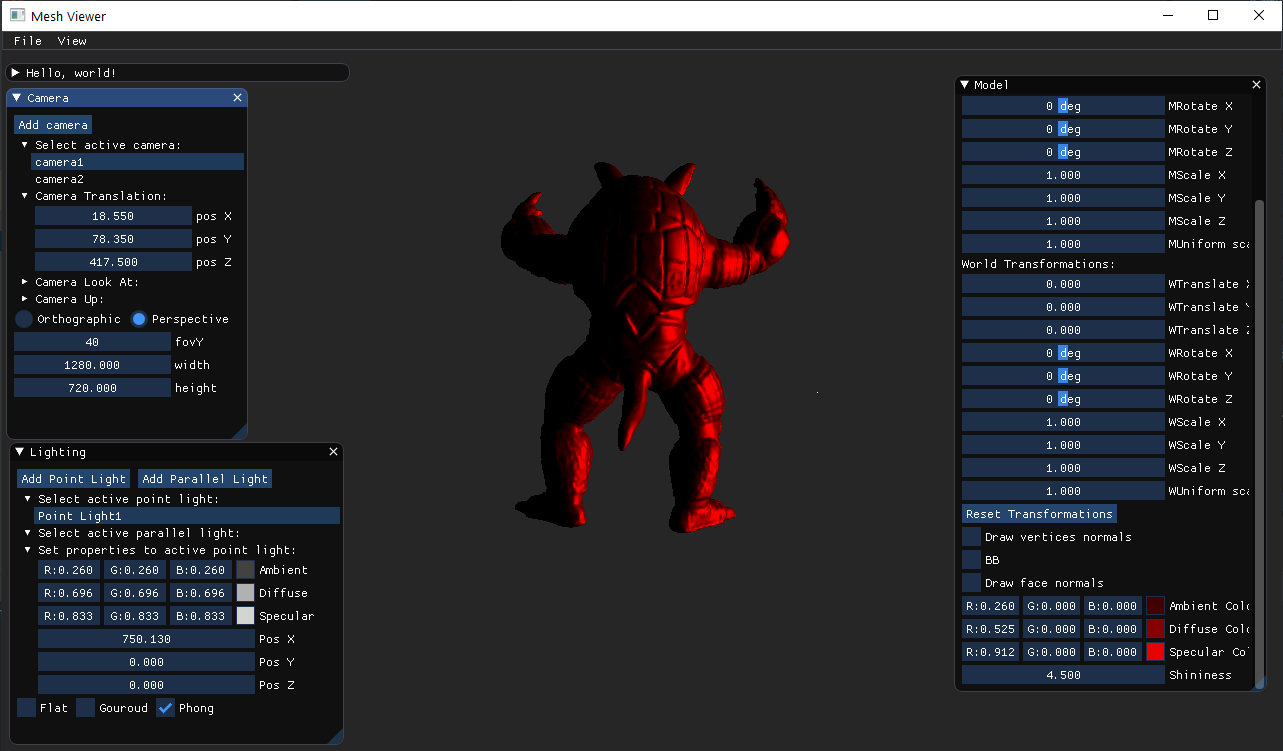 Mesh Viewer
File View
Hello, world!
Camera
Add camera
Select active camera:
camera1
camera2
Camera Translation:
18.550 pos X
78.350 pos Y
417.500 pos Z
Camera Look At:
Camera Up:
Orthographic Perspective
40 fovY
1280.000 width
720.000 height
Lighting
Add Point Light Add Parallel Light
Select active point light:
Point Light1
Select active parallel light:
Set properties to active point light:
R:0.260 G:0.260 B:0.260 Ambient
R:0.696 G:0.696 B:0.696 Diffuse
R:0.833 G:0.833 B:0.833 Specular
750.130 Pos X
0.000 Pos Y
0.000 Pos Z
Flat Gouroud Phong
Model
0 deg MRotate X
0 deg MRotate Y
0 deg MRotate Z
1.000 MScale X
1.000 MScale Y
1.000 MScale Z
1.000 MUniform sca
World Transformations:
0.000 WTranslate X
0.000 WTranslate Y
0.000 WTranslate Z
0 deg WRotate X
0 deg WRotate Y
0 deg WRotate Z
1.000 WScale X
1.000 WScale Y
1.000 WScale Z
1.000 WUniform sca
Reset Transformations
Draw vertices normals
BB
Draw face normals
R:0.260 G:0.000 B:0.000 Ambient Colo
R:0.525 G:0.000 B:0.000 Diffuse Colo
R:0.912 G:0.000 B:0.000 Specular Col
4.500 Shininess